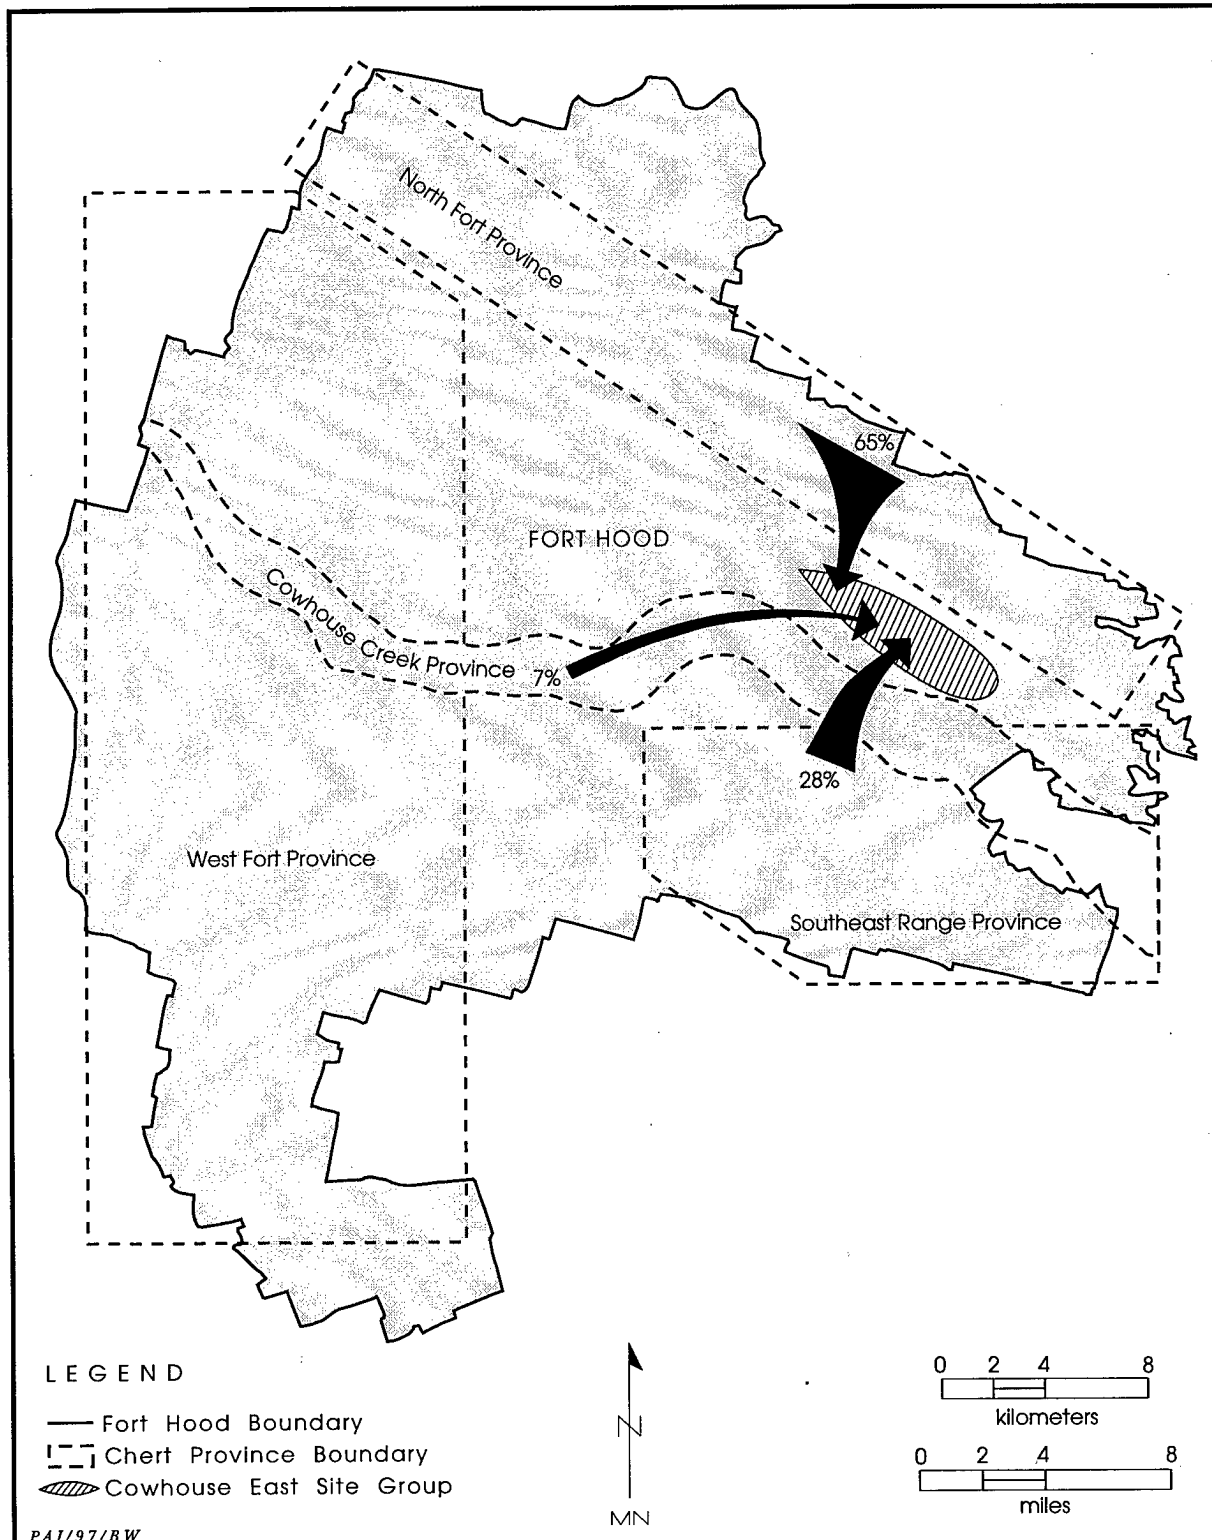 North Fort Province
65%
FORT HOOD
Cowhouse Creek Province
7%
28%
West Fort Province
Southeast Range Province
LEGEND
Fort Hood Boundary
Chert Province Boundary
Cowhouse East Site Group
N
MN
0 2 4 8
kilometers
0 2 4 8
miles
PAI/97/BW